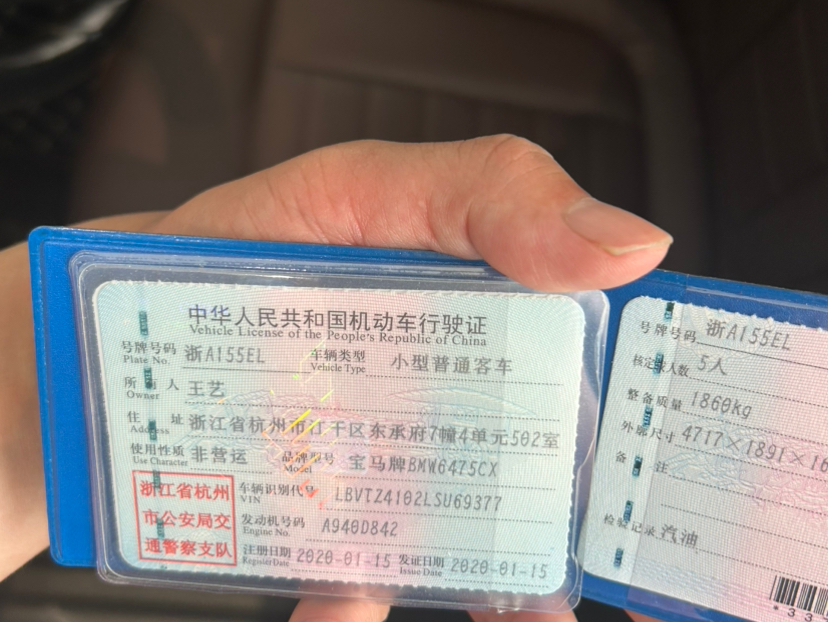 中华人民共和国机动车行驶证
Vehicle License of the People's Republic of China
号牌号码 浙A155EL 车辆类型 小型普通客车
Plate No. Vehicle Type
所有人 王艺
Owner
住址 浙江省杭州市江干区东承府7幢4单元502室
Address
使用性质 非营运 品牌型号 宝马牌BMW6475CX
Use Character Model
浙江省杭州
市公安局交
通警察支队
车辆识别代号 LBVTZ4102LSU69377
VIN
发动机号码 A940D842
Engine No.
注册日期 2020-01-15 发证日期 2020-01-15
Register Date Issue Date
号牌号码 浙A155EL
核定载人数 5人
整备质量 1860kg
外廓尺寸 4717×1891×16
备注
检验记录 汽油
*33